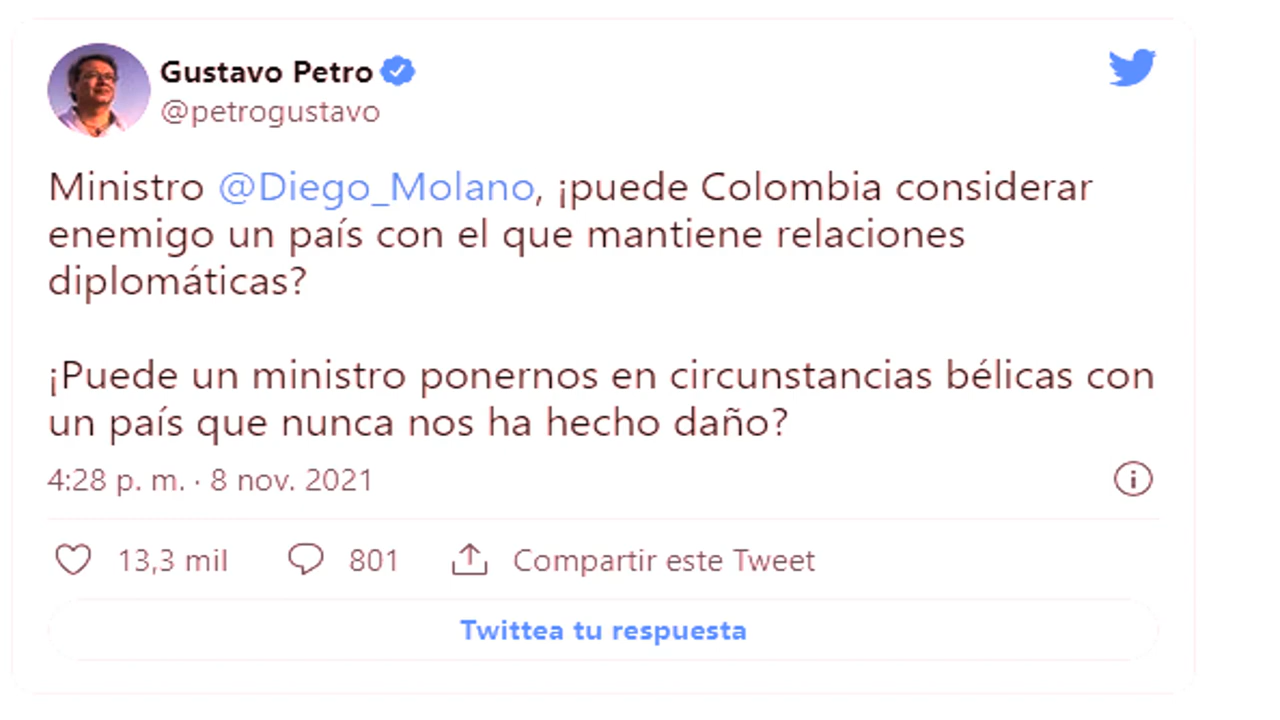 Gustavo Petro
@petrogustavo
Ministro @Diego_Molano, ¡puede Colombia considerar
enemigo un país con el que mantiene relaciones
diplomáticas?
¡Puede un ministro ponernos en circunstancias bélicas con
un país que nunca nos ha hecho daño?
4:28 p. m. · 8 nov. 2021
13,3 mil 801 Compartir este Tweet
Twittea tu respuesta